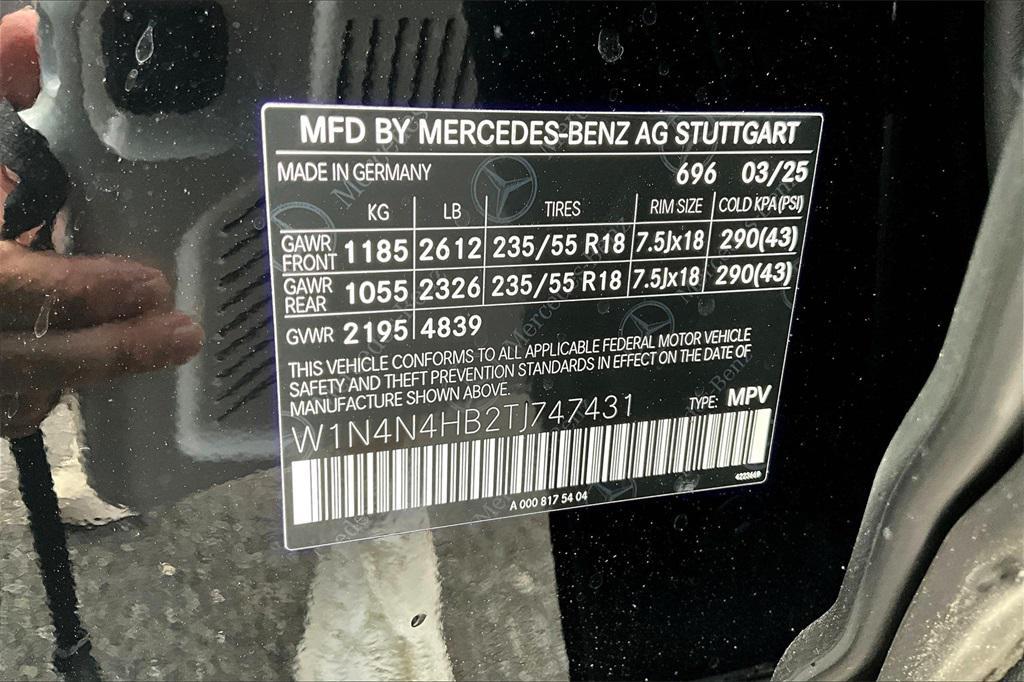 MFD BY MERCEDES-BENZ AG STUTTGART
MADE IN GERMANY 696 03/25
KG LB TIRES RIM SIZE COLD KPA(PSI)
GAWR FRONT 1185 2612 235/55 R18 7.5Jx18 290(43)
GAWR REAR 1055 2326 235/55 R18 7.5Jx18 290(43)
GVWR 2195 4839
THIS VEHICLE CONFORMS TO ALL APPLICABLE FEDERAL MOTOR VEHICLE
SAFETY AND THEFT PREVENTION STANDARDS IN EFFECT ON THE DATE OF
MANUFACTURE SHOWN ABOVE.
W1N4N4HB2TJ747431 TYPE: MPV
A 000 817 54 04